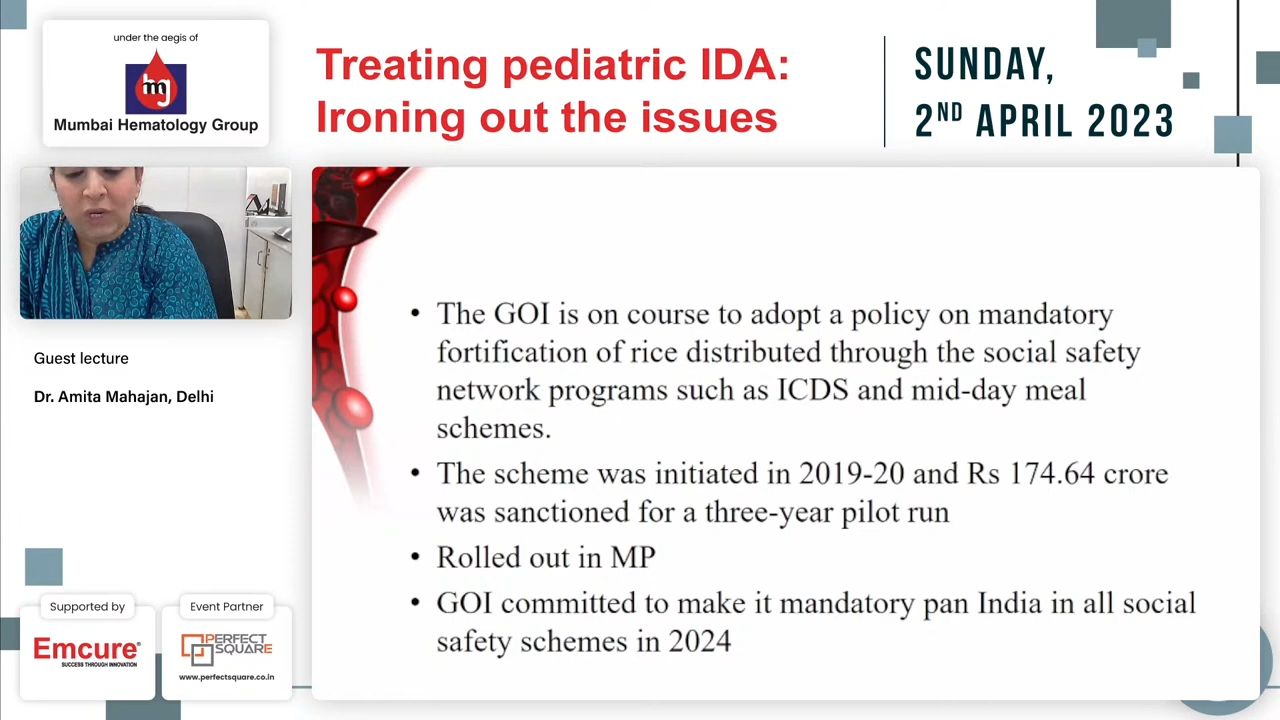 under the aegis of
hmg
Mumbai Hematology Group
Treating pediatric IDA:
Ironing out the issues
SUNDAY,
2ND APRIL 2023
Guest lecture
Dr. Amita Mahajan, Delhi
• The GOI is on course to adopt a policy on mandatory
fortification of rice distributed through the social safety
network programs such as ICDS and mid-day meal
schemes.
• The scheme was initiated in 2019-20 and Rs 174.64 crore
was sanctioned for a three-year pilot run
• Rolled out in MP
• GOI committed to make it mandatory pan India in all social
safety schemes in 2024
Supported by
Emcure®
SUCCESS THROUGH INNOVATION
Event Partner
PERFECT
SQUARE
www.perfectsquare.co.in